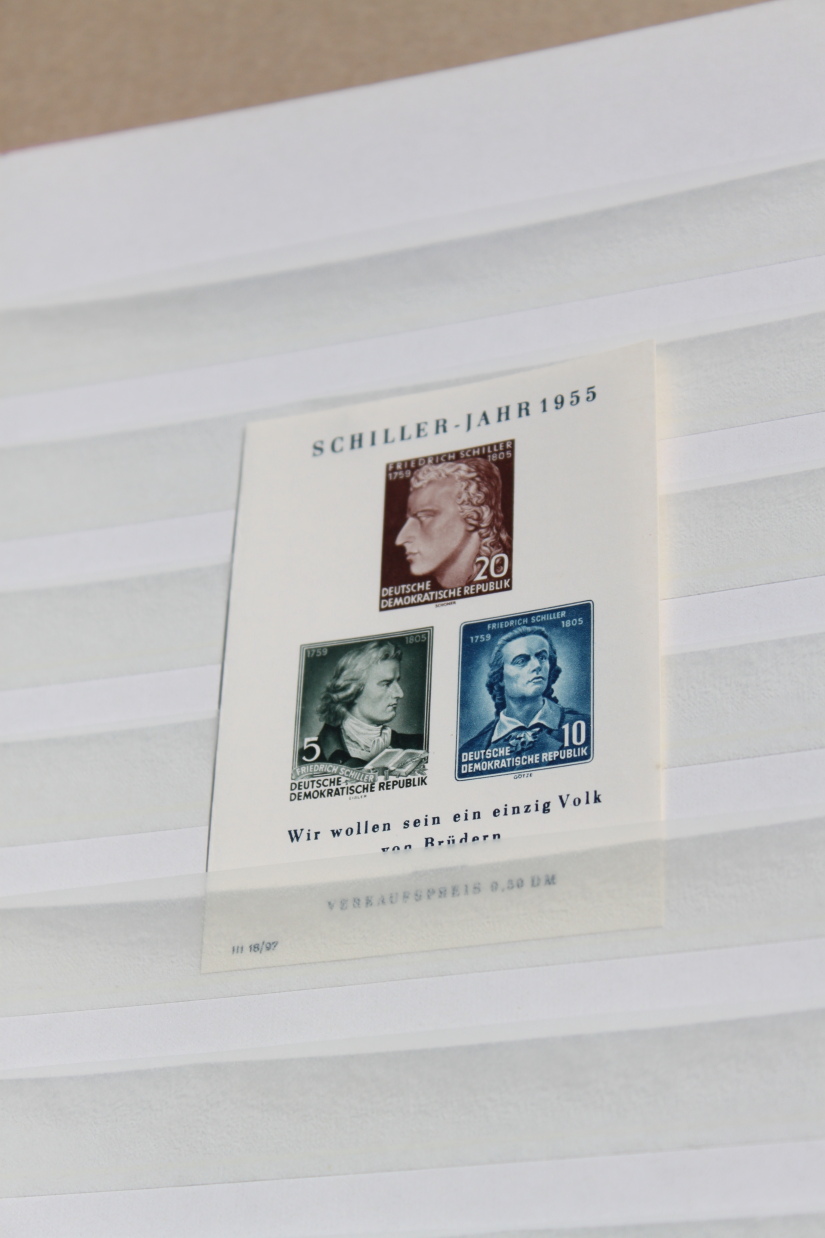 SCHILLER-JAHR 1955
FRIEDRICH SCHILLER
1759 1805
20
DEUTSCHE
DEMOKRATISCHE REPUBLIK
1759 1805
5
FRIEDRICH SCHILLER
DEUTSCHE
DEMOKRATISCHE REPUBLIK
FRIEDRICH SCHILLER
1759 1805
10
DEUTSCHE
DEMOKRATISCHE REPUBLIK
GÖTZE
Wir wollen sein ein einzig Volk
von Brüdern
VERKAUFSPREIS 0,50 DM
III 18/97